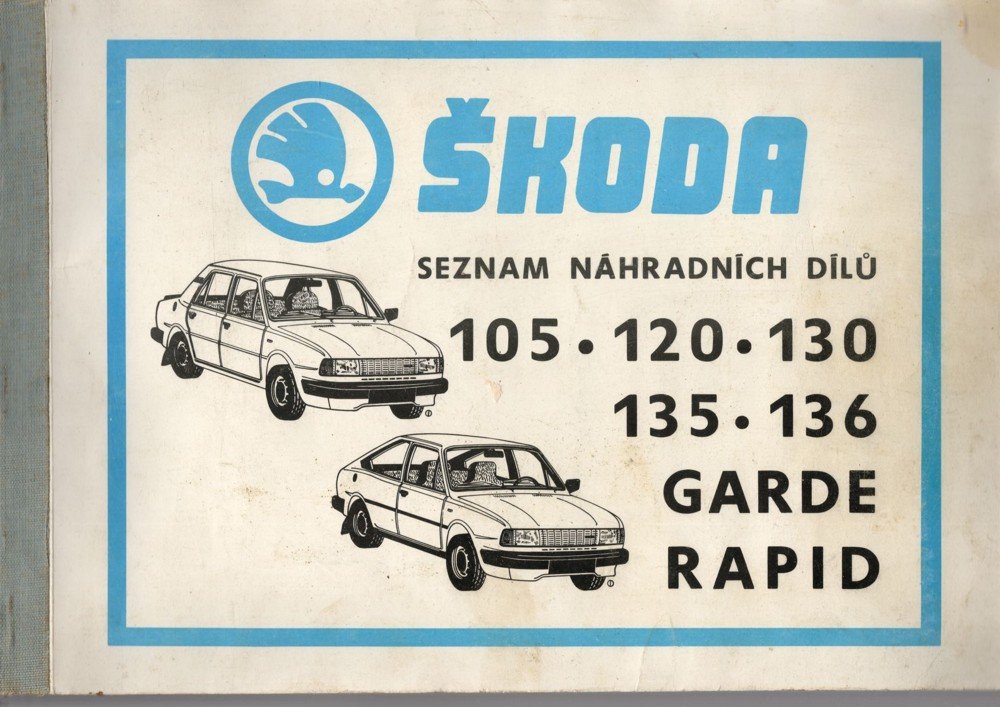 ŠKODA
SEZNAM NÁHRADNÍCH DÍLŮ
105 • 120 • 130
135 • 136
GARDE
RAPID